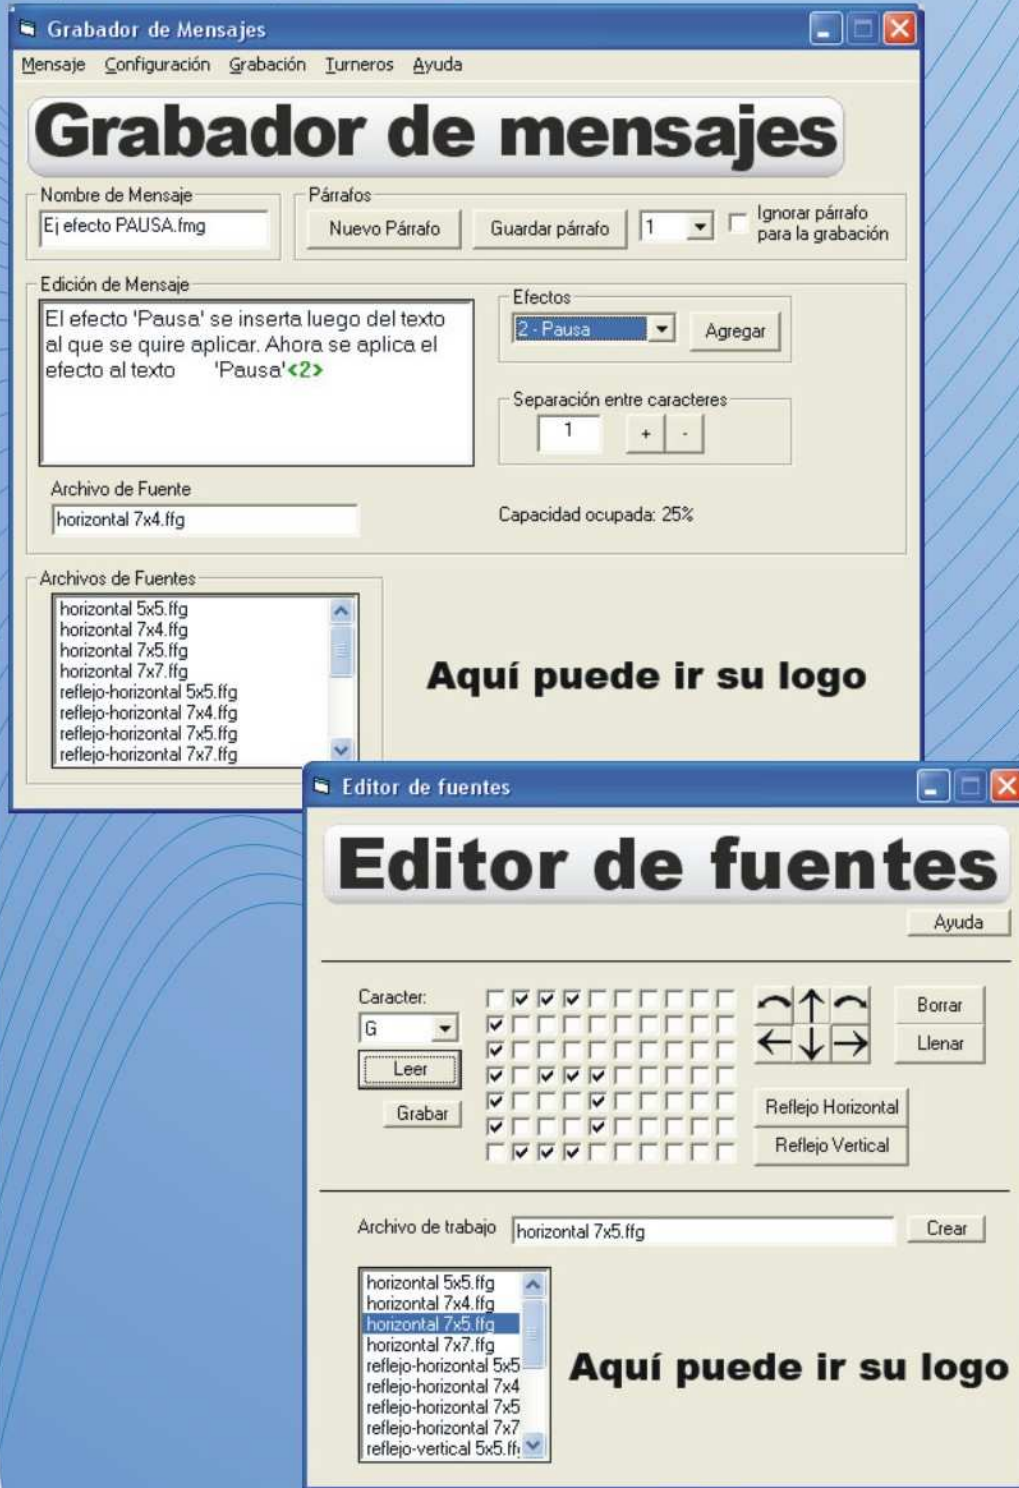 Grabador de Mensajes
Mensaje Configuración Grabación Turneros Ayuda
Grabador de mensajes
Nombre de Mensaje
Ej efecto PAUSA.fmg
Párrafos
Nuevo Párrafo
Guardar párrafo
1
Ignorar párrafo
para la grabación
Edición de Mensaje
El efecto 'Pausa' se inserta luego del texto
al que se quire aplicar. Ahora se aplica el
efecto al texto 'Pausa'<2>
Efectos
2 - Pausa
Agregar
Separación entre caracteres
1
+
-
Archivo de Fuente
horizontal 7x4.ffg
Capacidad ocupada: 25%
Archivos de Fuentes
horizontal 5x5.ffg
horizontal 7x4.ffg
horizontal 7x5.ffg
horizontal 7x7.ffg
reflejo-horizontal 5x5.ffg
reflejo-horizontal 7x4.ffg
reflejo-horizontal 7x5.ffg
reflejo-horizontal 7x7.ffg
Aquí puede ir su logo
Editor de fuentes
Editor de fuentes
Ayuda
Caracter:
G
Leer
Grabar
Borrar
Llenar
Reflejo Horizontal
Reflejo Vertical
Archivo de trabajo
horizontal 7x5.ffg
Crear
horizontal 5x5.ffg
horizontal 7x4.ffg
horizontal 7x5.ffg
horizontal 7x7.ffg
reflejo-horizontal 5x5
reflejo-horizontal 7x4
reflejo-horizontal 7x5
reflejo-horizontal 7x7
reflejo-vertical 5x5.ff
Aquí puede ir su logo